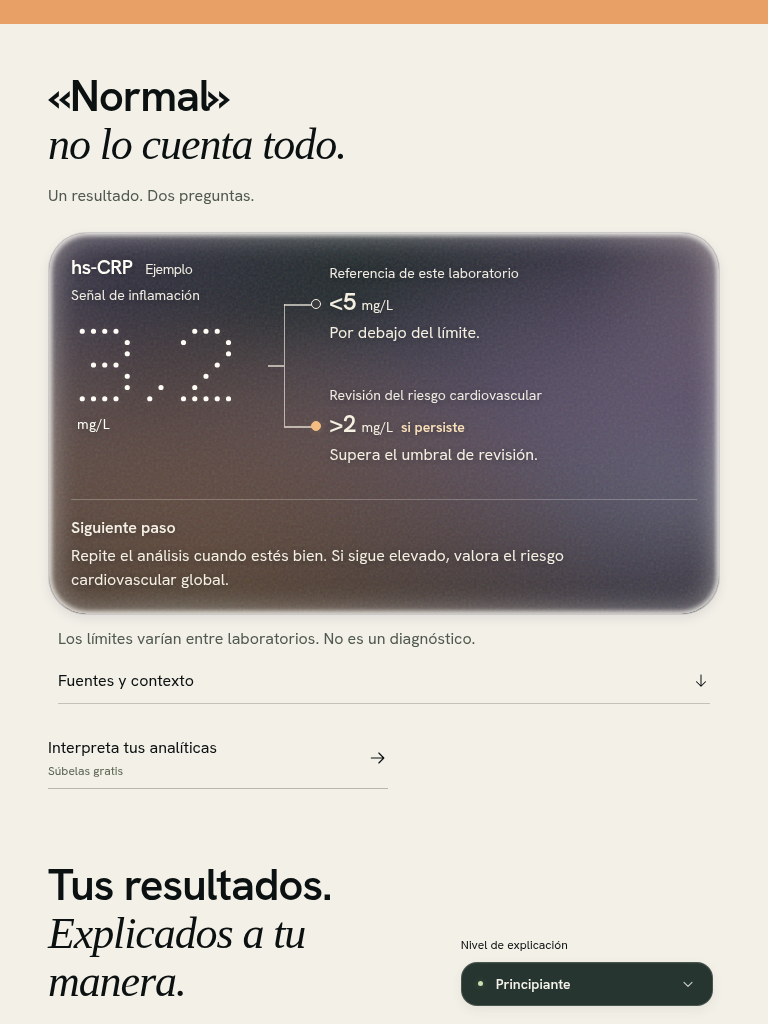 «Normal»
no lo cuenta todo.
Un resultado. Dos preguntas.
hs-CRP Ejemplo
Señal de inflamación
3,2
mg/L
Referencia de este laboratorio
<5 mg/L
Por debajo del límite.
Revisión del riesgo cardiovascular
>2 mg/L si persiste
Supera el umbral de revisión.
Siguiente paso
Repite el análisis cuando estés bien. Si sigue elevado, valora el riesgo
cardiovascular global.
Los límites varían entre laboratorios. No es un diagnóstico.
Fuentes y contexto
Interpreta tus analíticas
Súbelas gratis
Tus resultados.
Explicados a tu
manera.
Nivel de explicación
Principiante